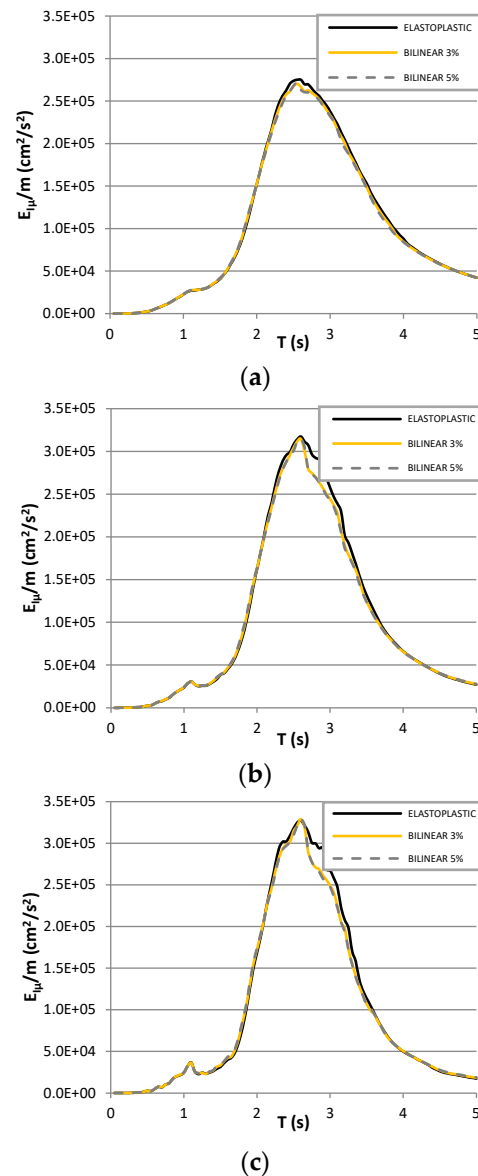 3.5E+05
3.0E+05
2.5E+05
2.0E+05
1.5E+05
1.0E+05
5.0E+04
0.0E+00
E_Iμ/m (cm²/s²)
ELASTOPLASTIC
BILINEAR 3%
BILINEAR 5%
0 1 2 3 4 5
T (s)
(a)
3.5E+05
3.0E+05
2.5E+05
2.0E+05
1.5E+05
1.0E+05
5.0E+04
0.0E+00
E_Iμ/m (cm²/s²)
ELASTOPLASTIC
BILINEAR 3%
BILINEAR 5%
0 1 2 3 4 5
T (s)
(b)
3.5E+05
3.0E+05
2.5E+05
2.0E+05
1.5E+05
1.0E+05
5.0E+04
0.0E+00
E_Iμ/m (cm²/s²)
ELASTOPLASTIC
BILINEAR 3%
BILINEAR 5%
0 1 2 3 4 5
T (s)
(c)